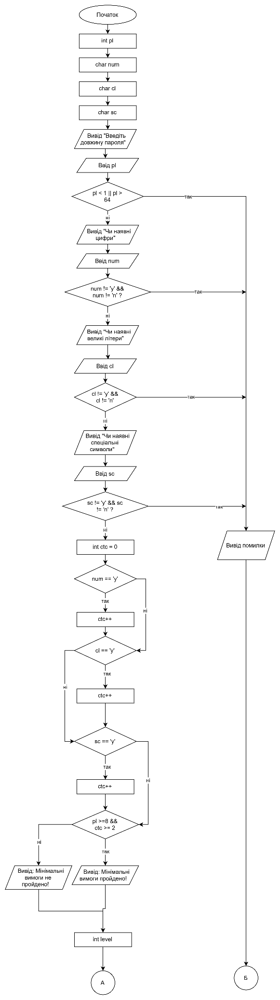 Початок
int pl
char num
char cl
char sc
Вивід "Введіть
довжину пароля"
Ввід pl
pl < 1 || pl >
64
так
ні
Вивід "Чи наявні
цифри"
Ввід num
num != 'y' &&
num != 'n' ?
так
ні
Вивід "Чи наявні
великі літери"
Ввід cl
cl != 'y' &&
cl != 'n'
так
ні
Вивід "Чи наявні
спеціальні
символи"
Ввід sc
sc != 'y' && sc
!= 'n' ?
так
ні
Вивід помилки
int ctc = 0
num == 'y'
так
ні
ctc++
cl == 'y'
так
ні
ctc++
sc == 'y'
так
ні
ctc++
pl >=8 &&
ctc >= 2
ні
так
Вивід: Мінімальні
вимоги не
пройдено!
Вивід: Мінімальні
вимоги пройдено!
int level
А
Б